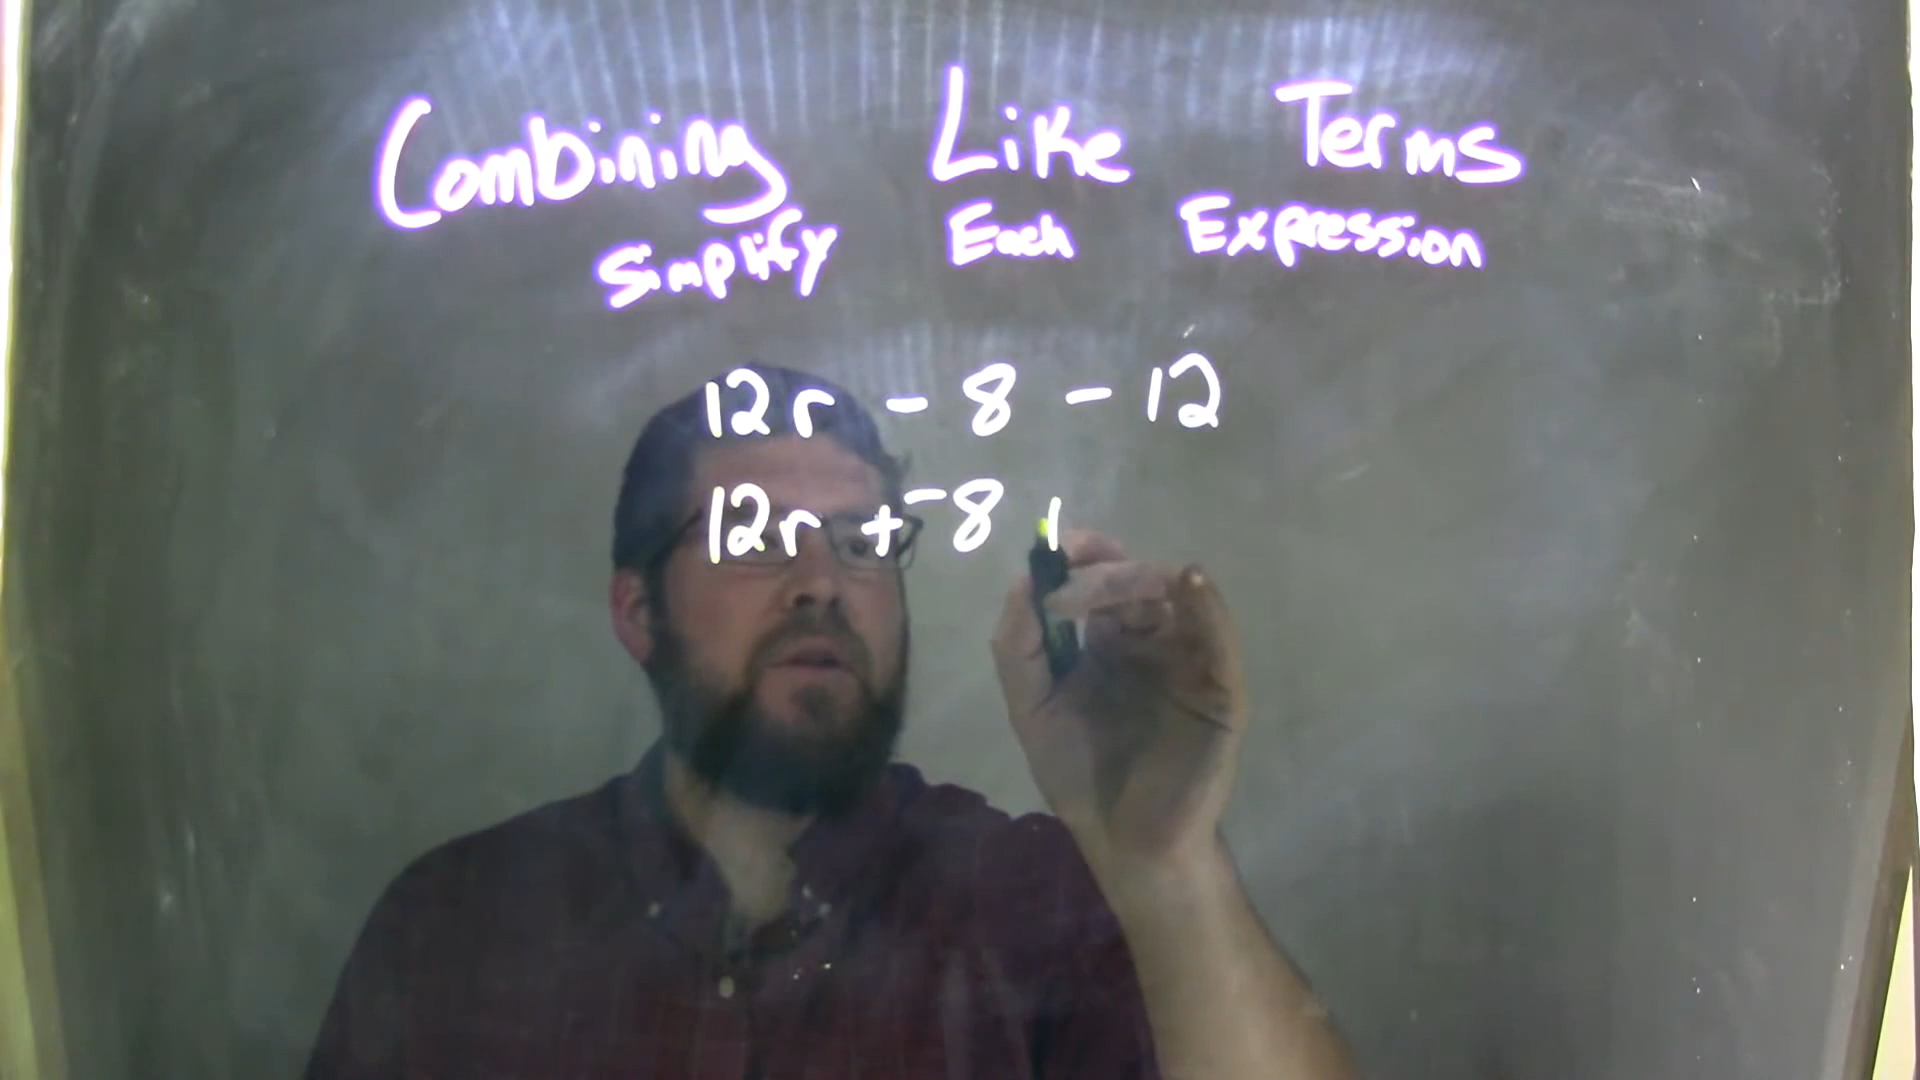 Combining Like Terms
Simplify Each Expression
12r - 8 - 12
12r + -8 ı